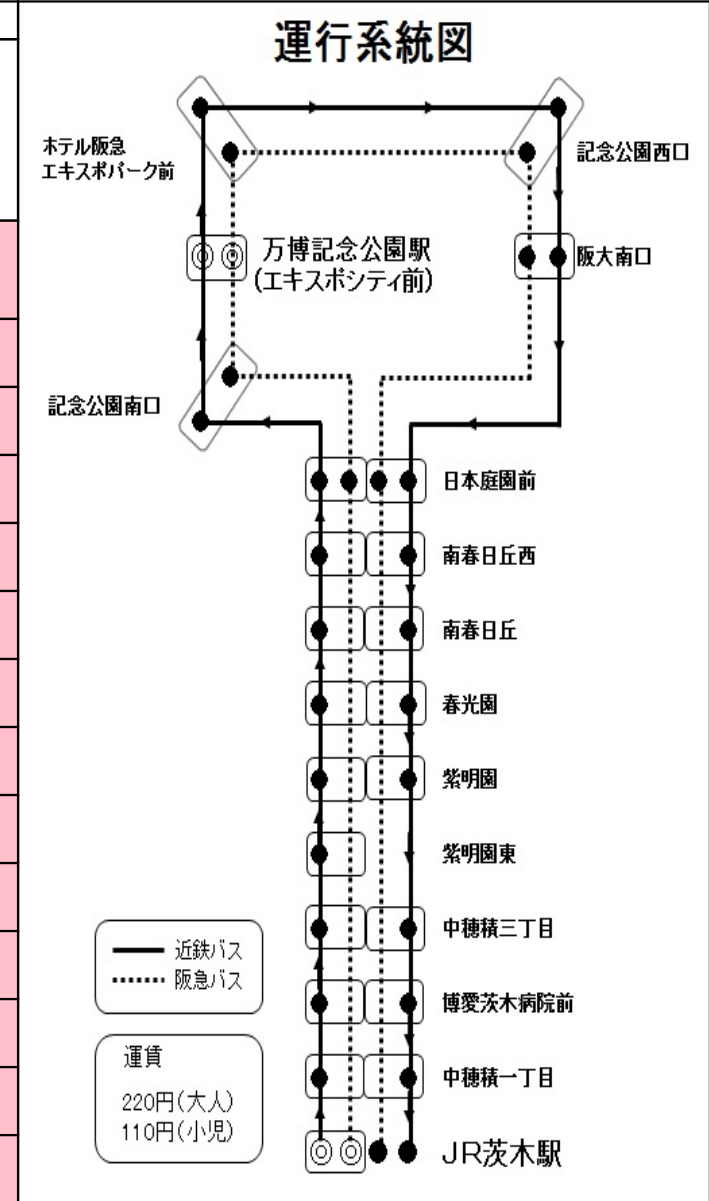 運行系統図
ホテル阪急
エキスポパーク前
記念公園西口
万博記念公園駅
(エキスポシティ前)
阪大南口
記念公園南口
日本庭園前
南春日丘西
南春日丘
春光園
紫明園
紫明園東
中穂積三丁目
博愛茨木病院前
中穂積一丁目
JR茨木駅
近鉄バス
阪急バス
運賃
220円(大人)
110円(小児)